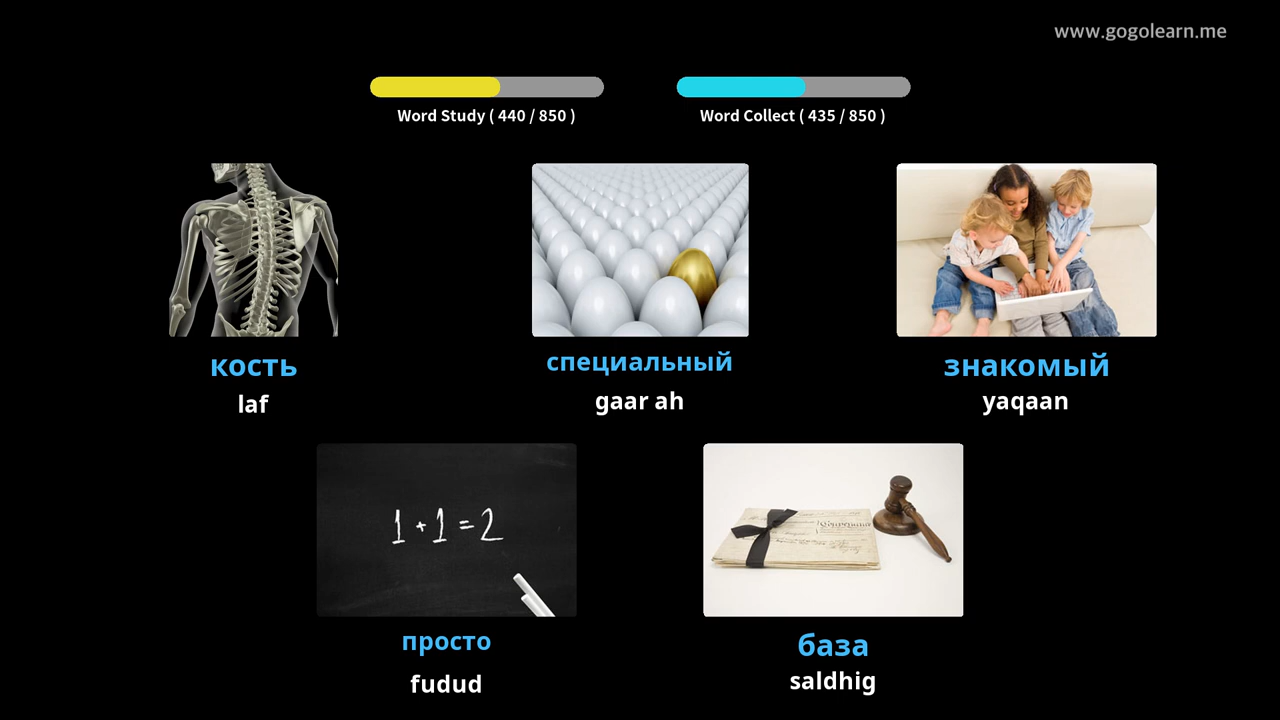 www.gogolearn.me
Word Study ( 440 / 850 )
Word Collect ( 435 / 850 )
кость
laf
специальный
gaar ah
знакомый
yaqaan
1 + 1 = 2
просто
fudud
база
saldhig